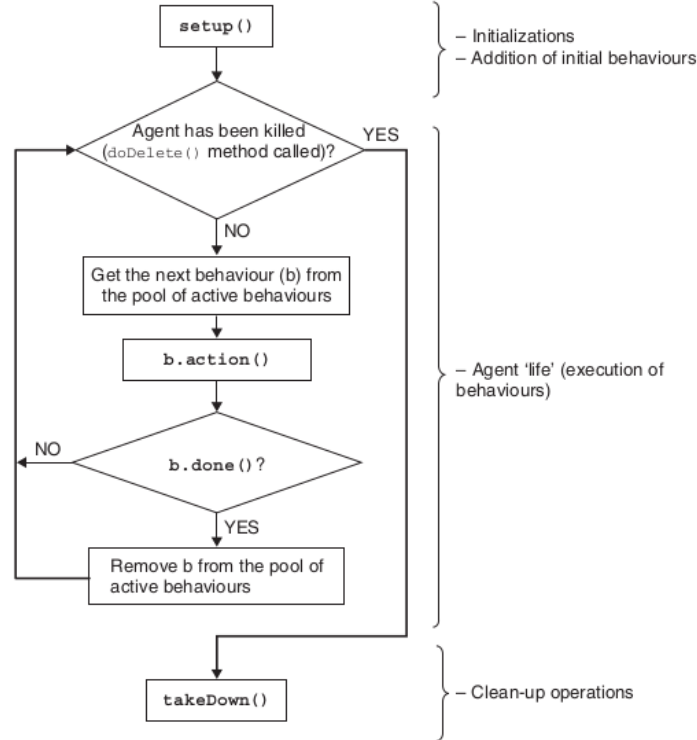 setup()
– Initializations
– Addition of initial behaviours
Agent has been killed
(doDelete() method called)?
YES
NO
Get the next behaviour (b) from
the pool of active behaviours
b.action()
– Agent ‘life’ (execution of
behaviours)
NO
b.done()?
YES
Remove b from the pool of
active behaviours
takeDown()
– Clean-up operations